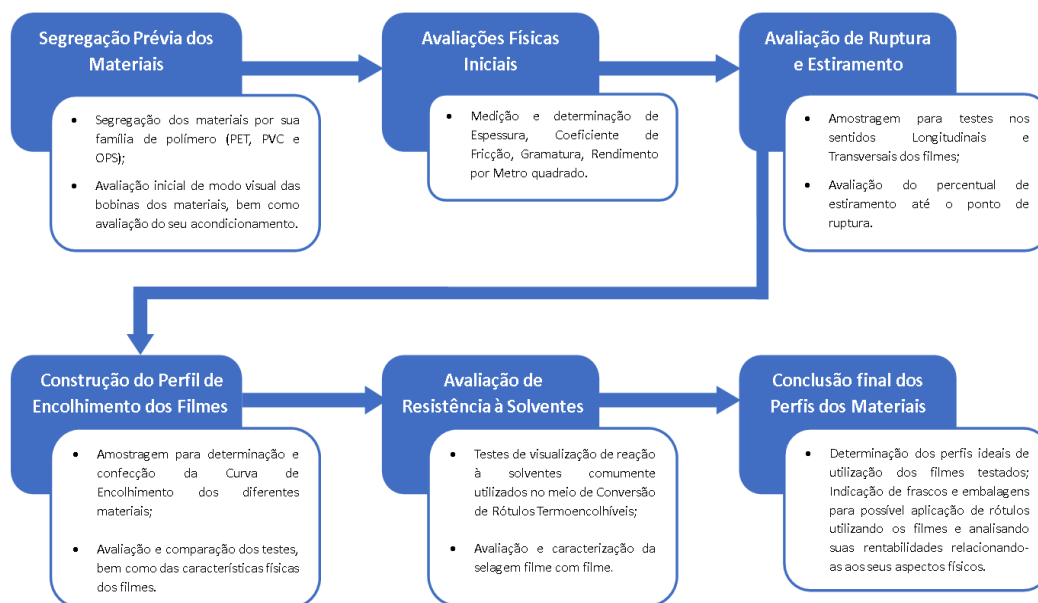 Segregação Prévia dos
Materiais
• Segregação dos materiais por sua
família de polímero (PET, PVC e
OPS);
• Avaliação inicial de modo visual das
bobinas dos materiais, bem como
avaliação do seu acondicionamento.
Avaliações Físicas
Iniciais
• Medição e determinação de
Espessura, Coeficiente de
Fricção, Gramatura, Rendimento
por Metro quadrado.
Avaliação de Ruptura
e Estiramento
• Amostragem para testes nos
sentidos Longitudinais e
Transversais dos filmes;
• Avaliação do percentual de
estiramento até o ponto de
ruptura.
Construção do Perfil de
Encolhimento dos Filmes
• Amostragem para determinação e
confecção da Curva de
Encolhimento dos diferentes
materiais;
• Avaliação e comparação dos testes,
bem como das características físicas
dos filmes.
Avaliação de
Resistência à Solventes
• Testes de visualização de reação
à solventes comumente
utilizados no meio de Conversão
de Rótulos Termoencolhíveis;
• Avaliação e caracterização da
selagem filme com filme.
Conclusão final dos
Perfis dos Materiais
• Determinação dos perfis ideais de
utilização dos filmes testados;
Indicação de frascos e embalagens
para possível aplicação de rótulos
utilizando os filmes e analisando
suas rentabilidades relacionando-
as aos seus aspectos físicos.